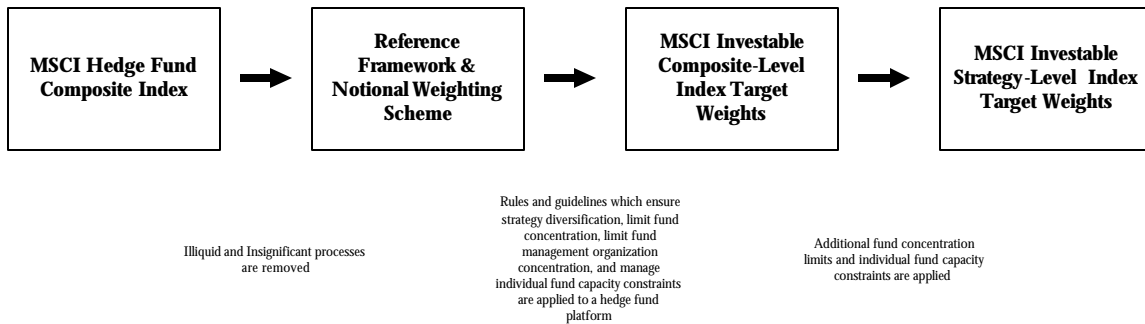 MSCI Hedge Fund
Composite Index
Reference
Framework &
Notional Weighting
Scheme
MSCI Investable
Composite-Level
Index Target
Weights
MSCI Investable
Strategy-Level Index
Target Weights
Illiquid and Insignificant processes
are removed
Rules and guidelines which ensure
strategy diversification, limit fund
concentration, limit fund
management organization
concentration, and manage
individual fund capacity constraints
are applied to a hedge fund
platform
Additional fund concentration
limits and individual fund capacity
constraints are applied